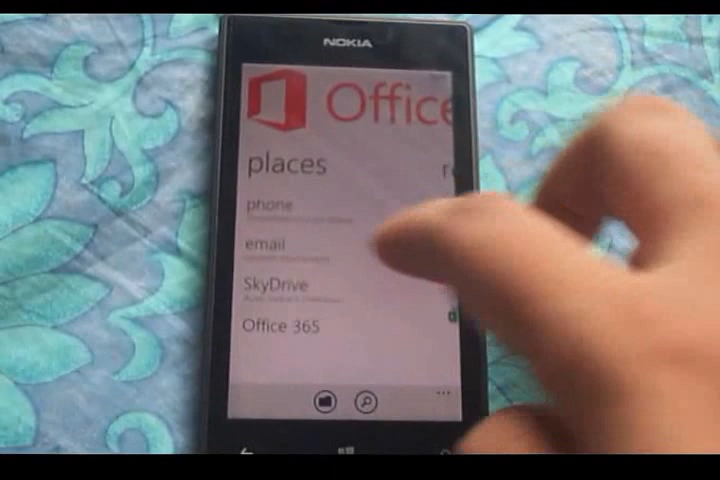 NOKIA
Office
places
phone
email
SkyDrive
Office 365